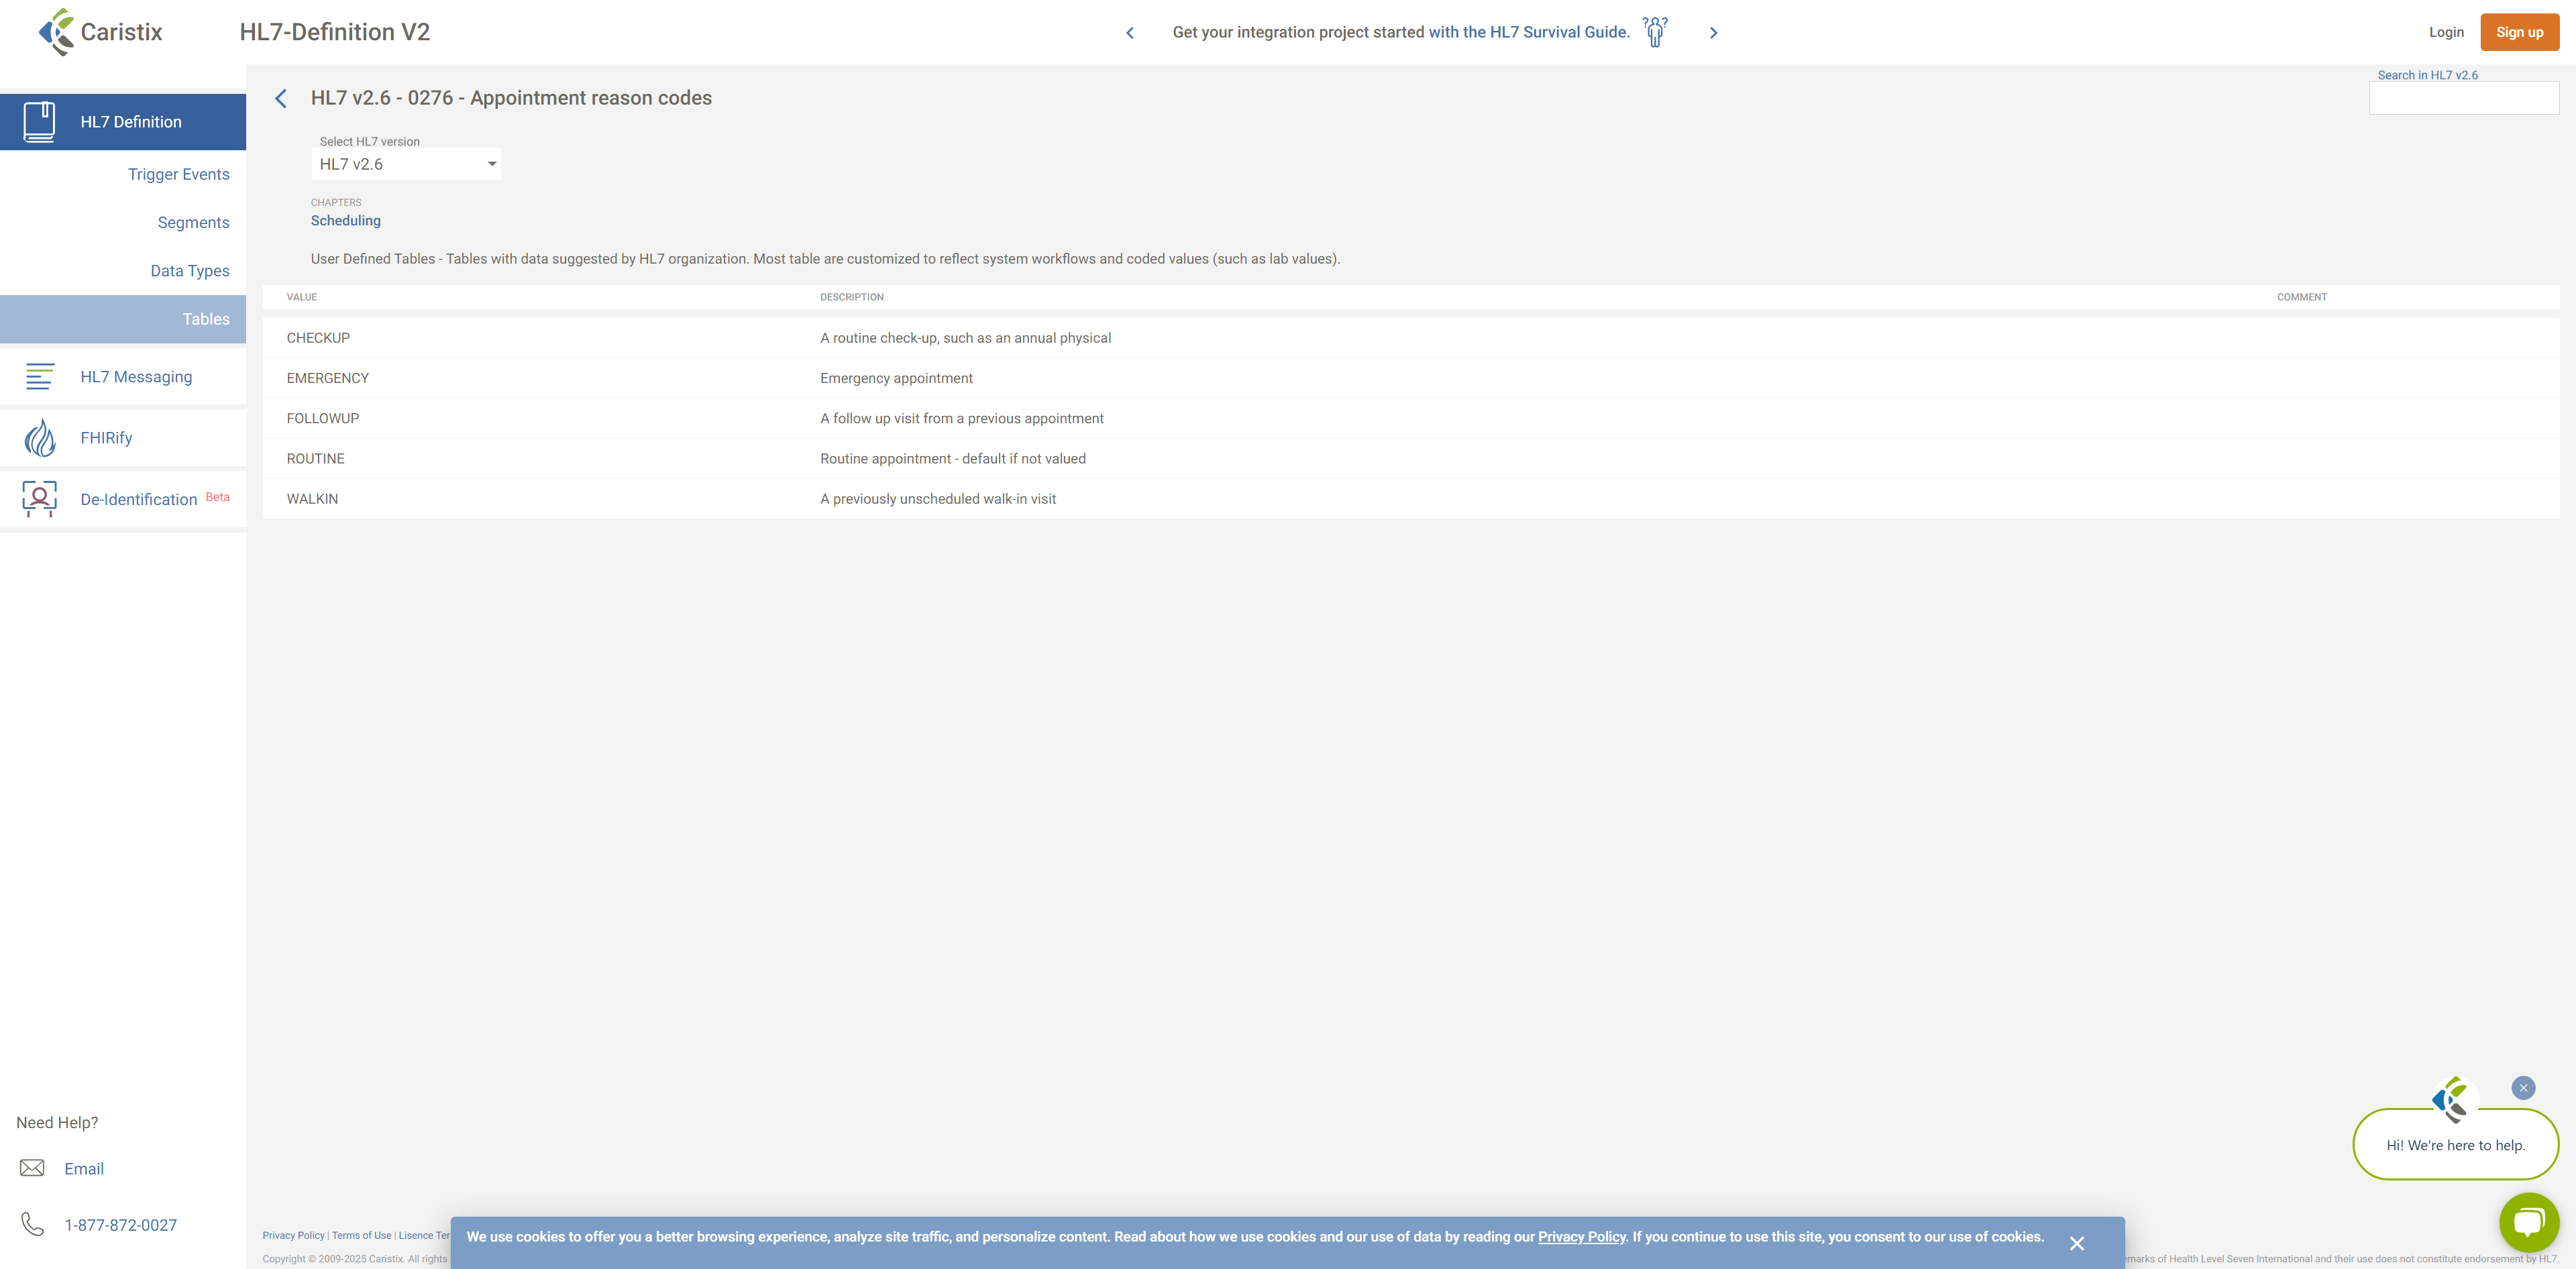 Caristix
HL7-Definition V2
Get your integration project started with the HL7 Survival Guide.
Login
Sign up
HL7 Definition
Trigger Events
Segments
Data Types
Tables
HL7 Messaging
FHIRify
De-Identification Beta
Need Help?
Email
1-877-872-0027
HL7 v2.6 - 0276 - Appointment reason codes
Search in HL7 v2.6
Select HL7 version
HL7 v2.6
CHAPTERS
Scheduling
User Defined Tables - Tables with data suggested by HL7 organization. Most table are customized to reflect system workflows and coded values (such as lab values).
VALUE DESCRIPTION COMMENT
CHECKUP A routine check-up, such as an annual physical
EMERGENCY Emergency appointment
FOLLOWUP A follow up visit from a previous appointment
ROUTINE Routine appointment - default if not valued
WALKIN A previously unscheduled walk-in visit
Hi! We're here to help.
Privacy Policy | Terms of Use | Lisence Ter
We use cookies to offer you a better browsing experience, analyze site traffic, and personalize content. Read about how we use cookies and our use of data by reading our Privacy Policy. If you continue to use this site, you consent to our use of cookies.
Copyright © 2009-2025 Caristix. All rights
emarks of Health Level Seven International and their use does not constitute endorsement by HL7.